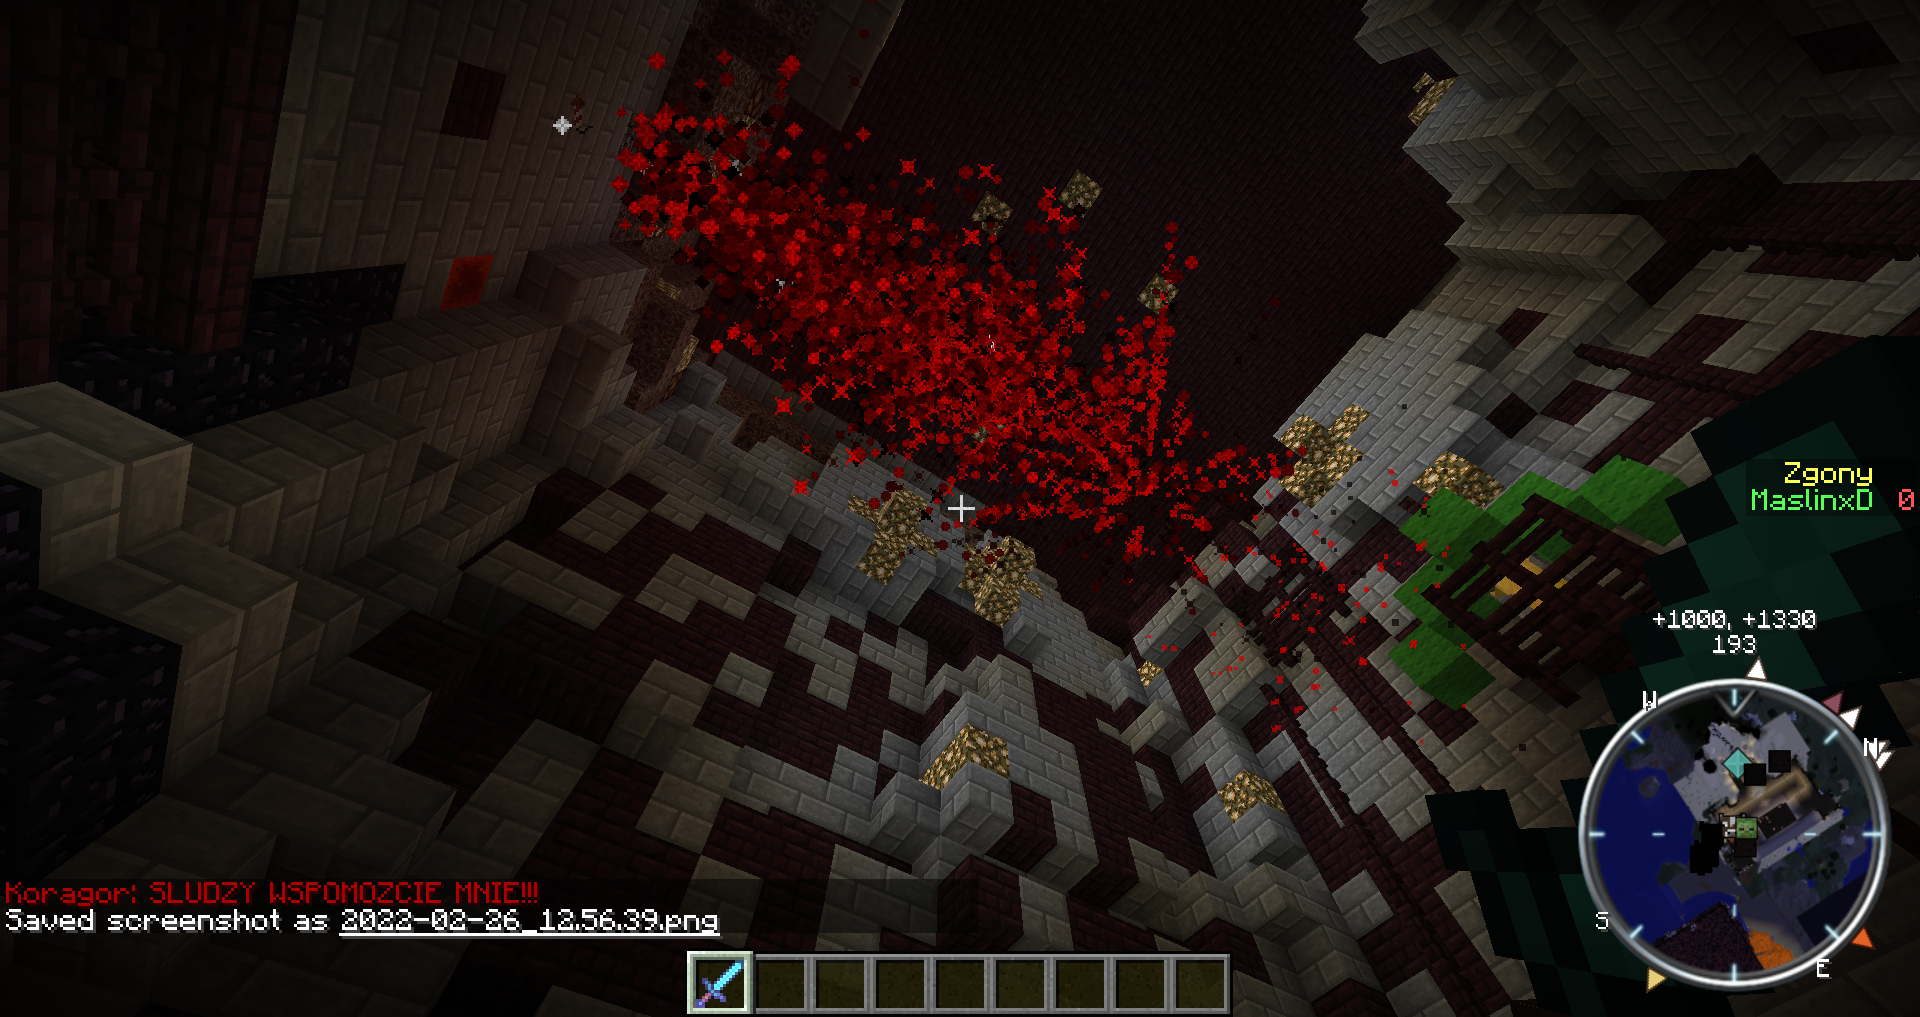 Zgony
MaslinxD 0
+1000, +1330
193
W
N
S
E
Koragor: SLUDZY WSPOMOZCIE MNIE!!!
Saved screenshot as 2022-02-26_12.56.39.png